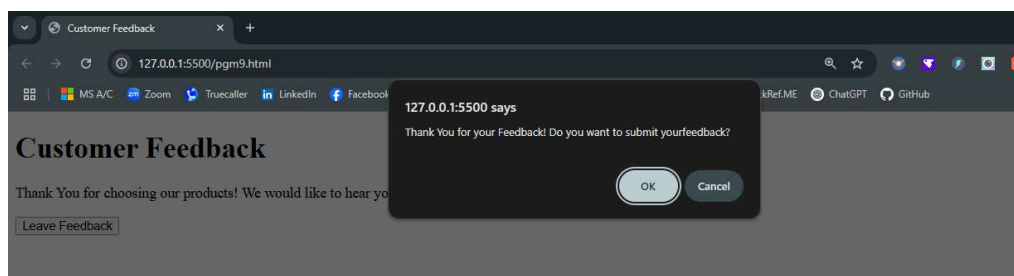 Customer Feedback
127.0.0.1:5500/pgm9.html
MS A/C Zoom Truecaller LinkedIn Facebook kRef.ME ChatGPT GitHub
127.0.0.1:5500 says
Thank You for your Feedback! Do you want to submit yourfeedback?
OK Cancel
Customer Feedback
Thank You for choosing our products! We would like to hear yo
Leave Feedback